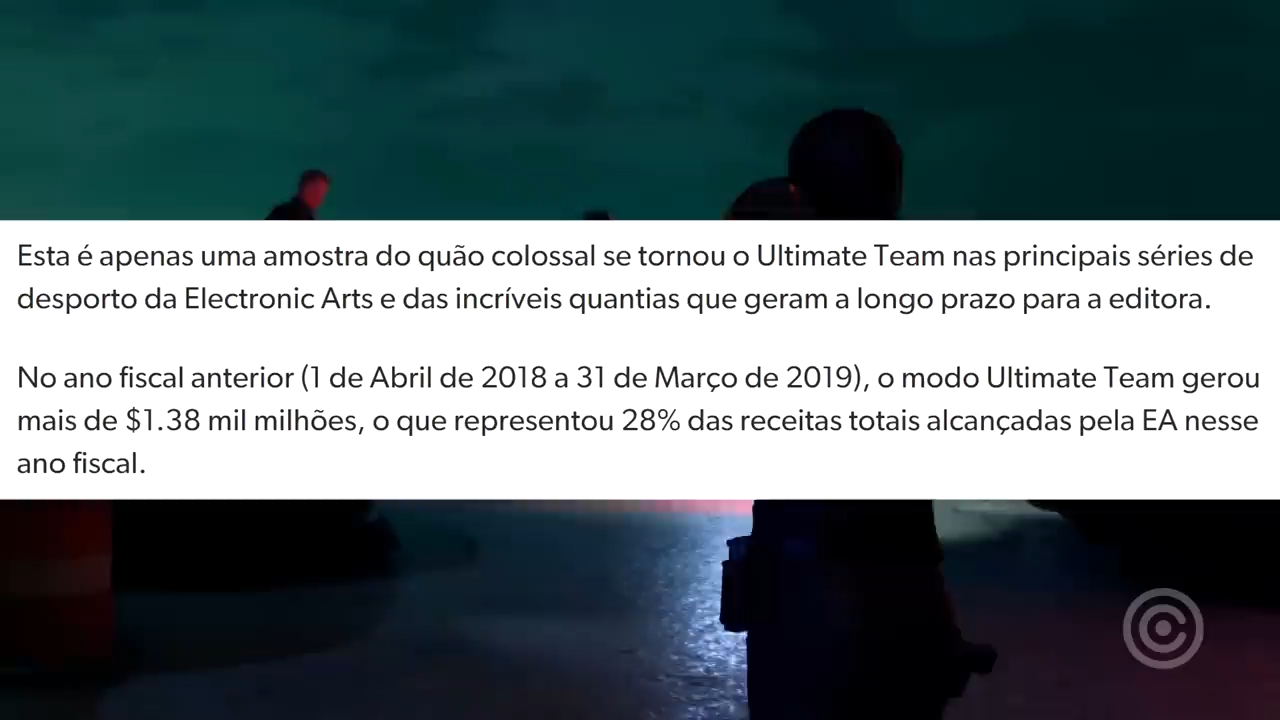 Esta é apenas uma amostra do quão colossal se tornou o Ultimate Team nas principais séries de
desporto da Electronic Arts e das incríveis quantias que geram a longo prazo para a editora.
No ano fiscal anterior (1 de Abril de 2018 a 31 de Março de 2019), o modo Ultimate Team gerou
mais de $1.38 mil milhões, o que representou 28% das receitas totais alcançadas pela EA nesse
ano fiscal.